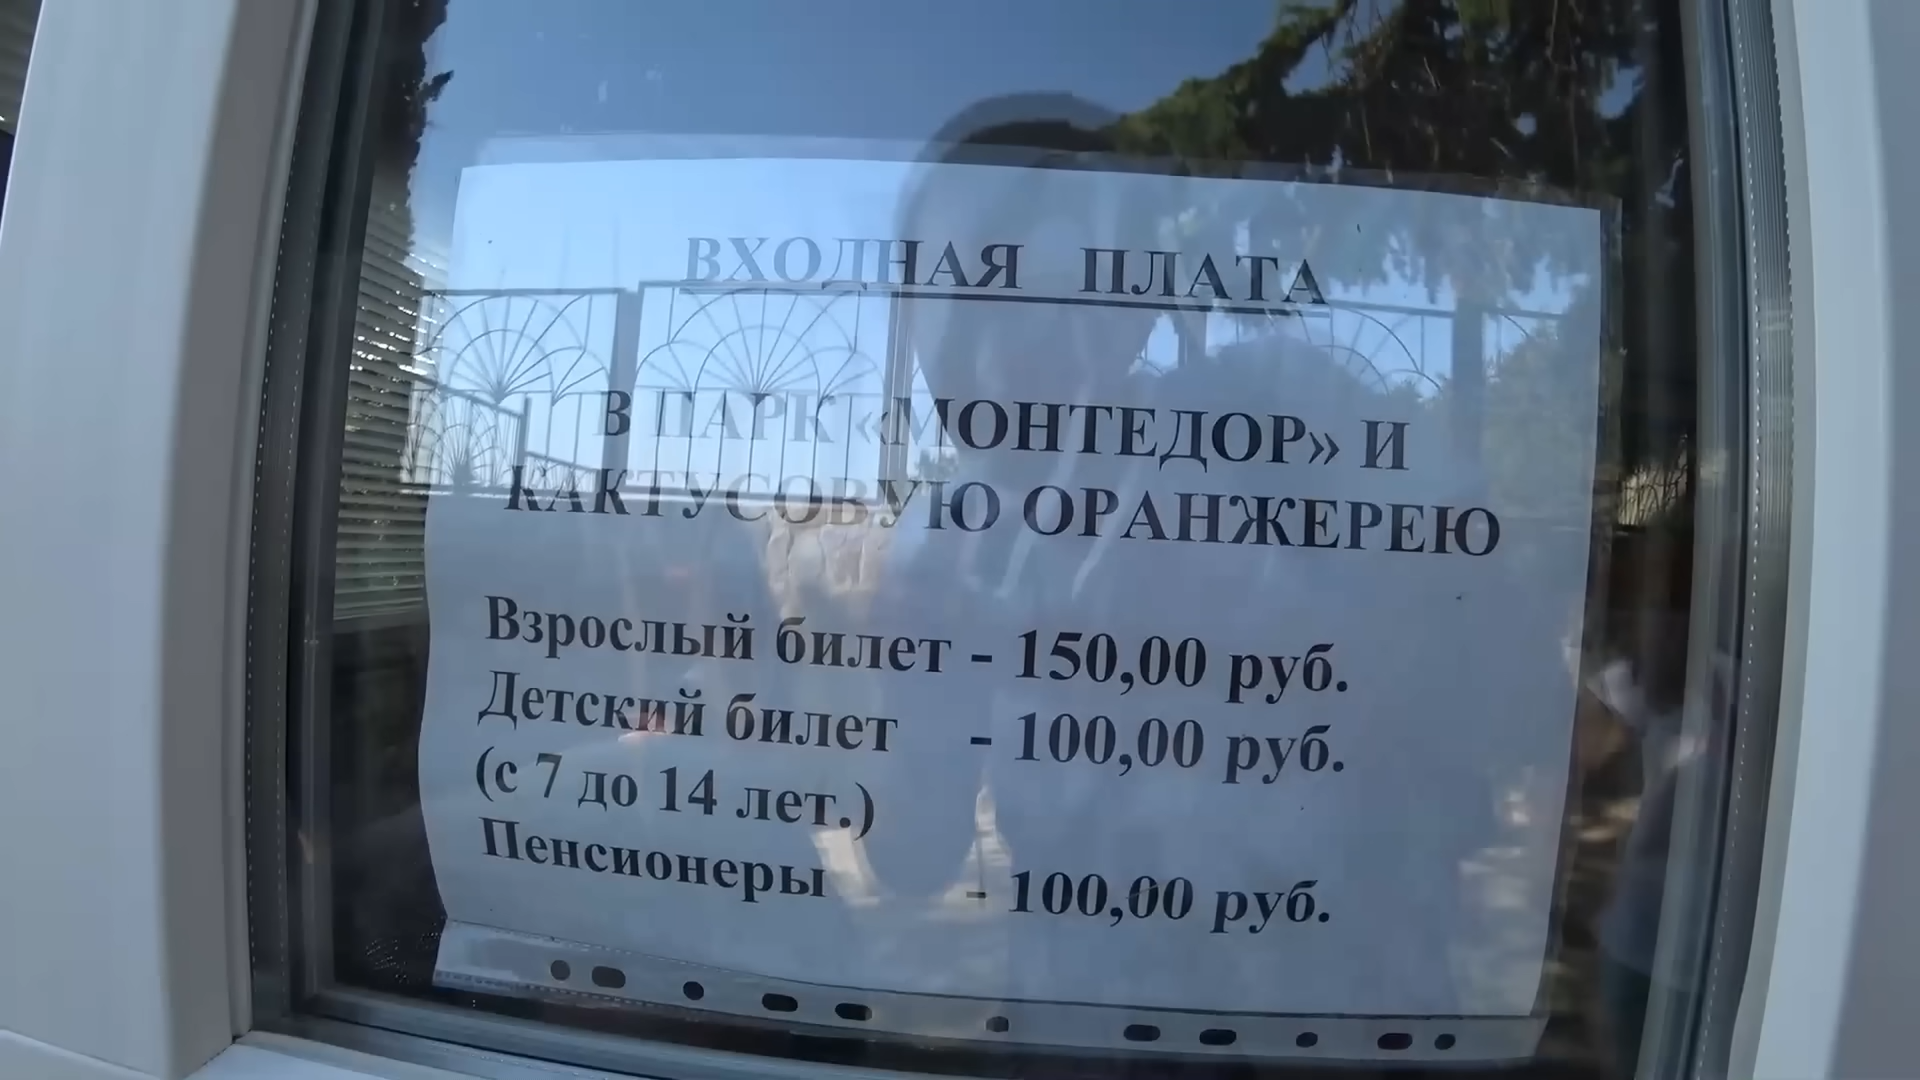 ВХОДНАЯ ПЛАТА
В ПАРК «МОНТЕДОР» И
КАКТУСОВУЮ ОРАНЖЕРЕЮ
Взрослый билет - 150,00 руб.
Детский билет - 100,00 руб.
(с 7 до 14 лет.)
Пенсионеры - 100,00 руб.